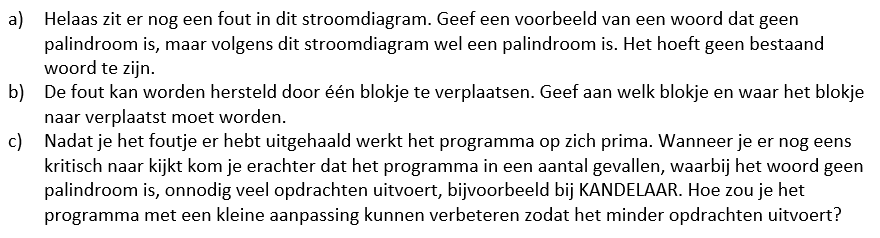 a) Helaas zit er nog een fout in dit stroomdiagram. Geef een voorbeeld van een woord dat geen
palindroom is, maar volgens dit stroomdiagram wel een palindroom is. Het hoeft geen bestaand
woord te zijn.
b) De fout kan worden hersteld door één blokje te verplaatsen. Geef aan welk blokje en waar het blokje
naar verplaatst moet worden.
c) Nadat je het foutje er hebt uitgehaald werkt het programma op zich prima. Wanneer je er nog eens
kritisch naar kijkt kom je erachter dat het programma in een aantal gevallen, waarbij het woord geen
palindroom is, onnodig veel opdrachten uitvoert, bijvoorbeeld bij KANDELAAR. Hoe zou je het
programma met een kleine aanpassing kunnen verbeteren zodat het minder opdrachten uitvoert?